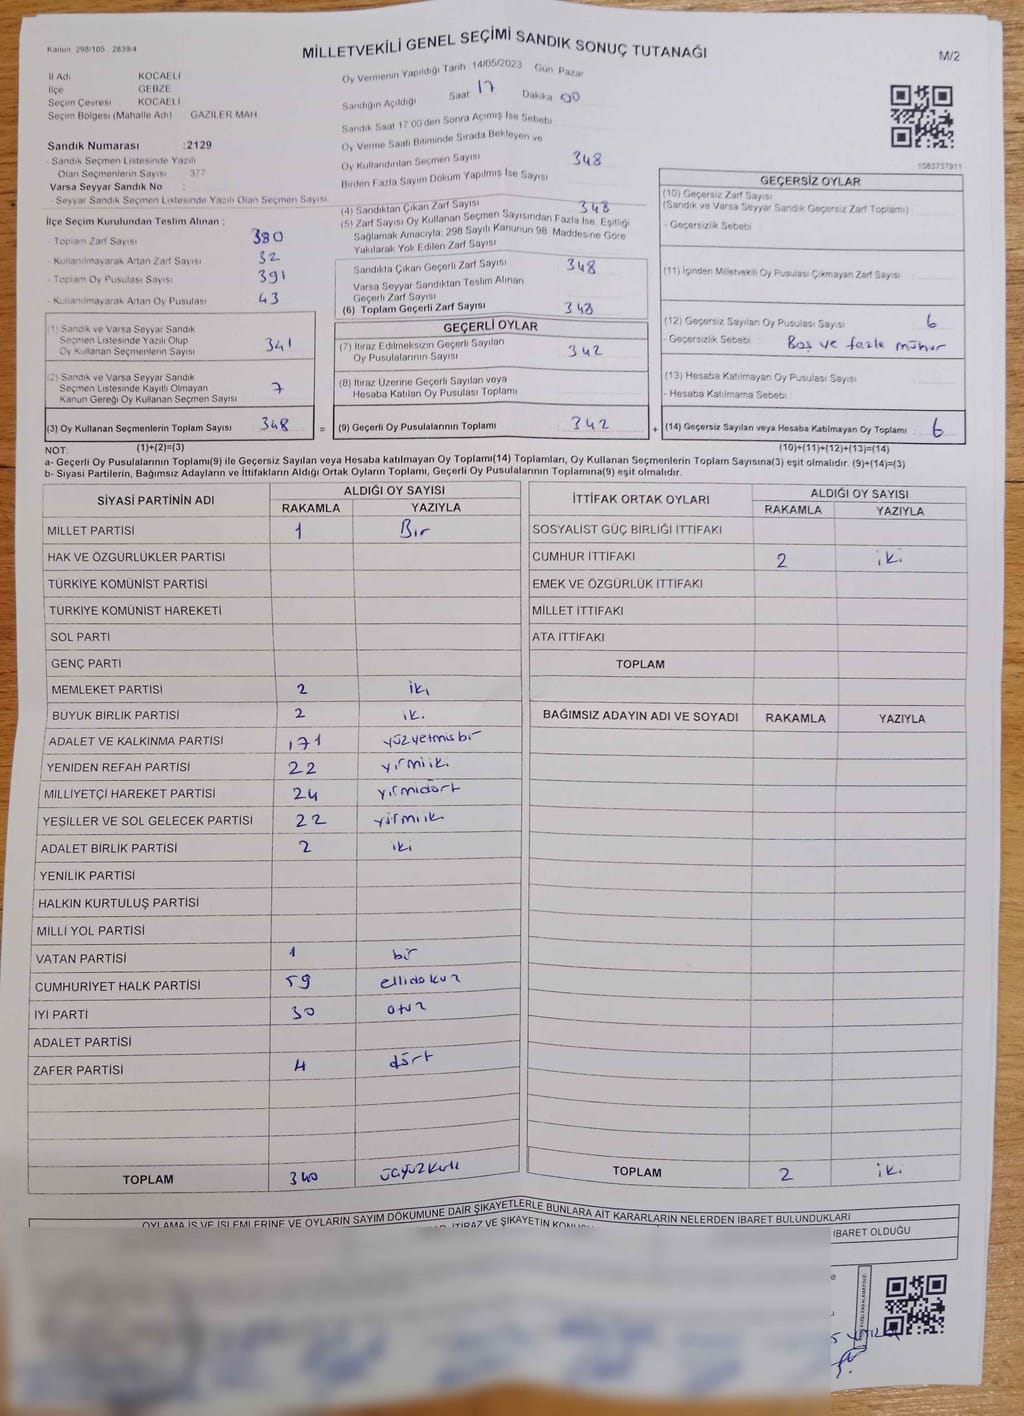 Kanun: 298/105 , 2839/4
MİLLETVEKİLİ GENEL SEÇİMİ SANDIK SONUÇ TUTANAĞI
M/2
İl Adı KOCAELİ
İlçe GEBZE
Seçim Çevresi KOCAELİ
Seçim Bölgesi (Mahalle Adı) GAZİLER MAH
Sandık Numarası :2129
- Sandık Seçmen Listesinde Yazılı
Olan Seçmenlerin Sayısı 377
Varsa Seyyar Sandık No :
- Seyyar Sandık Seçmen Listesinde Yazılı Olan Seçmen Sayısı
Oy Vermenin Yapıldığı Tarih 14/05/2023 Gün Pazar
Sandığın Açıldığı Saat 17 Dakika 00
Sandık Saat 17:00'den Sonra Açımış İse Sebebi
Oy Verme Saati Bitiminde Sırada Bekleyen ve
Oy Kullandırılan Seçmen Sayısı 348
Birden Fazla Sayım Döküm Yapılmış İse Sayısı
1083737911
İlçe Seçim Kurulundan Teslim Alınan :
- Toplam Zarf Sayısı 380
- Kullanılmayarak Artan Zarf Sayısı 32
- Toplam Oy Pusulası Sayısı 391
- Kullanılmayarak Artan Oy Pusulası 43
(1) Sandık ve Varsa Seyyar Sandık
Seçmen Listesinde Yazılı Olup
Oy Kullanan Seçmenlerin Sayısı 341
(2) Sandık ve Varsa Seyyar Sandık
Seçmen Listesinde Kayıtlı Olmayan
Kanun Gereği Oy Kullanan Seçmen Sayısı 7
(3) Oy Kullanan Seçmenlerin Toplam Sayısı 348 =
(4) Sandıktan Çıkan Zarf Sayısı 348
(5) Zarf Sayısı Oy Kullanan Seçmen Sayısından Fazla İse, Eşitliği
Sağlamak Amacıyla, 298 Sayılı Kanunun 98. Maddesine Göre
Yakılarak Yok Edilen Zarf Sayısı
Sandıkta Çıkan Geçerli Zarf Sayısı 348
Varsa Seyyar Sandıktan Teslim Alınan
Geçerli Zarf Sayısı
(6) Toplam Geçerli Zarf Sayısı 348
GEÇERLİ OYLAR
(7) İtiraz Edilmeksizin Geçerli Sayılan
Oy Pusulalarının Sayısı 342
(8) İtiraz Üzerine Geçerli Sayılan veya
Hesaba Katılan Oy Pusulası Toplamı
(9) Geçerli Oy Pusulalarının Toplamı 342 +
GEÇERSİZ OYLAR
(10) Geçersiz Zarf Sayısı
(Sandık ve Varsa Seyyar Sandık Geçersiz Zarf Toplamı)
- Geçersizlik Sebebi
(11) İçinden Milletvekili Oy Pusulası Çıkmayan Zarf Sayısı
(12) Geçersiz Sayılan Oy Pusulası Sayısı 6
- Geçersizlik Sebebi Boş ve fazla mühür
(13) Hesaba Katılmayan Oy Pusulası Sayısı
- Hesaba Katılmama Sebebi
(14) Geçersiz Sayılan veya Hesaba Katılmayan Oy Toplamı 6
NOT: (1)+(2)=(3) (10)+(11)+(12)+(13)=(14)
a- Geçerli Oy Pusulalarının Toplamı(9) ile Geçersiz Sayılan veya Hesaba katılmayan Oy Toplamı(14) Toplamları, Oy Kullanan Seçmenlerin Toplam Sayısına(3) eşit olmalıdır. (9)+(14)=(3)
b- Siyasi Partilerin, Bağımsız Adayların ve İttifakların Aldığı Ortak Oyların Toplamı, Geçerli Oy Pusulalarının Toplamına(9) eşit olmalıdır.
SİYASİ PARTİNİN ADI ALDIĞI OY SAYISI
RAKAMLA YAZIYLA
MİLLET PARTİSİ 1 Bir
HAK VE ÖZGÜRLÜKLER PARTİSİ
TÜRKİYE KOMÜNİST PARTİSİ
TÜRKİYE KOMÜNİST HAREKETİ
SOL PARTİ
GENÇ PARTİ
MEMLEKET PARTİSİ 2 iki
BÜYÜK BİRLİK PARTİSİ 2 iki
ADALET VE KALKINMA PARTİSİ 171 yüzyetmişbir
YENİDEN REFAH PARTİSİ 22 yirmiiki
MİLLİYETÇİ HAREKET PARTİSİ 24 yirmidört
YEŞİLLER VE SOL GELECEK PARTİSİ 22 yirmiiki
ADALET BİRLİK PARTİSİ 2 iki
YENİLİK PARTİSİ
HALKIN KURTULUŞ PARTİSİ
MİLLİ YOL PARTİSİ
VATAN PARTİSİ 1 bir
CUMHURİYET HALK PARTİSİ 59 ellidokuz
İYİ PARTİ 30 otuz
ADALET PARTİSİ
ZAFER PARTİSİ 4 dört
TOPLAM 340 üçyüzkırk
İTTİFAK ORTAK OYLARI ALDIĞI OY SAYISI
RAKAMLA YAZIYLA
SOSYALİST GÜÇ BİRLİĞİ İTTİFAKI
CUMHUR İTTİFAKI 2 iki
EMEK VE ÖZGÜRLÜK İTTİFAKI
MİLLET İTTİFAKI
ATA İTTİFAKI
TOPLAM
BAĞIMSIZ ADAYIN ADI VE SOYADI RAKAMLA YAZIYLA
TOPLAM 2 iki
OYLAMA İŞ VE İŞLEMLERİNE VE OYLARIN SAYIM DÖKÜMÜNE DAİR ŞİKAYETLERLE BUNLARA AİT KARARLARIN NELERDEN İBARET BULUNDUKLARI
İTİRAZ VE ŞİKAYETİN
İBARET OLDUĞU